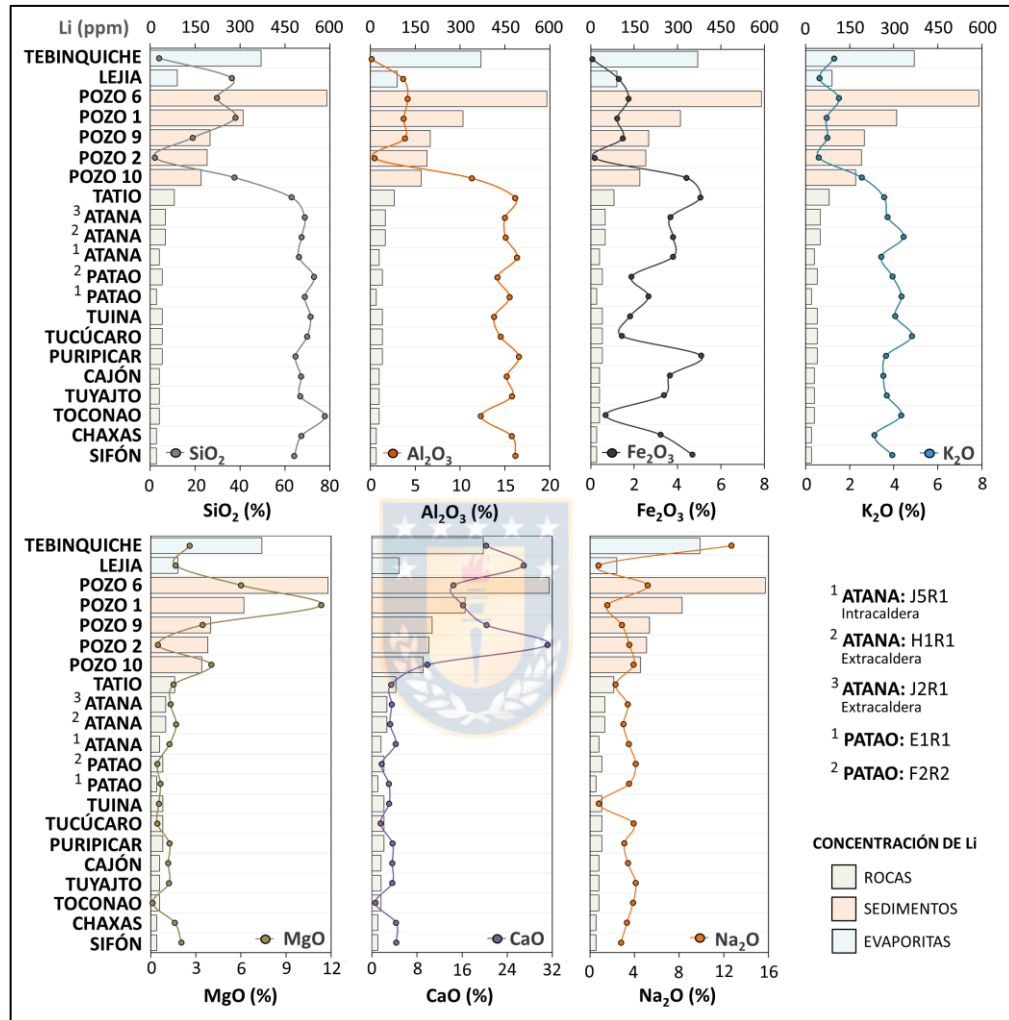 Li (ppm)
0 150 300 450 600
0 150 300 450 600
0 150 300 450 600
0 150 300 450 600
TEBINQUICHE
LEJIA
POZO 6
POZO 1
POZO 9
POZO 2
POZO 10
TATIO
³ ATANA
² ATANA
¹ ATANA
² PATAO
¹ PATAO
TUINA
TUCÚCARO
PURIPICAR
CAJÓN
TUYAJTO
TOCONAO
CHAXAS
SIFÓN
SiO₂
Al₂O₃
Fe₂O₃
K₂O
0 20 40 60 80
0 5 10 15 20
0 2 4 6 8
0 2 4 6 8
SiO₂ (%)
Al₂O₃ (%)
Fe₂O₃ (%)
K₂O (%)
TEBINQUICHE
LEJIA
POZO 6
POZO 1
POZO 9
POZO 2
POZO 10
TATIO
³ ATANA
² ATANA
¹ ATANA
² PATAO
¹ PATAO
TUINA
TUCÚCARO
PURIPICAR
CAJÓN
TUYAJTO
TOCONAO
CHAXAS
SIFÓN
MgO
CaO
Na₂O
0 3 6 9 12
0 8 16 24 32
0 4 8 12 16
MgO (%)
CaO (%)
Na₂O (%)
¹ ATANA: J5R1
Intracaldera
² ATANA: H1R1
Extracaldera
³ ATANA: J2R1
Extracaldera
¹ PATAO: E1R1
² PATAO: F2R2
CONCENTRACIÓN DE Li
ROCAS
SEDIMENTOS
EVAPORITAS